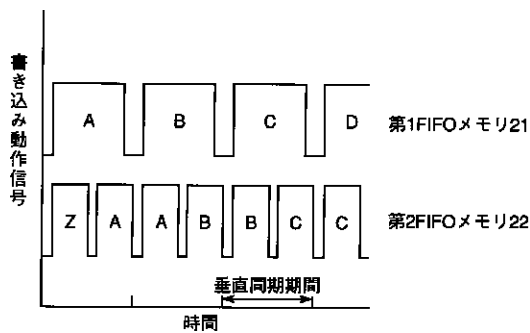 書き込み動作信号
A B C D 第1FIFOメモリ21
Z A A B B C C 第2FIFOメモリ22
垂直同期期間
時間